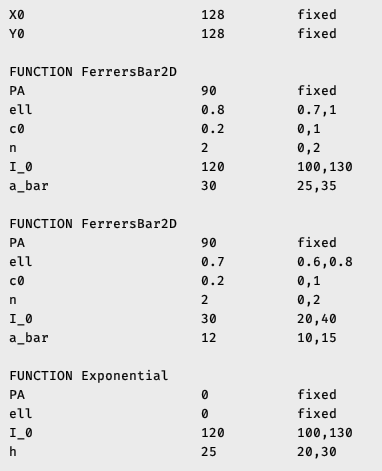 X0 128 fixed
Y0 128 fixed
FUNCTION FerrersBar2D
PA 90 fixed
ell 0.8 0.7,1
c0 0.2 0,1
n 2 0,2
I_0 120 100,130
a_bar 30 25,35
FUNCTION FerrersBar2D
PA 90 fixed
ell 0.7 0.6,0.8
c0 0.2 0,1
n 2 0,2
I_0 30 20,40
a_bar 12 10,15
FUNCTION Exponential
PA 0 fixed
ell 0 fixed
I_0 120 100,130
h 25 20,30